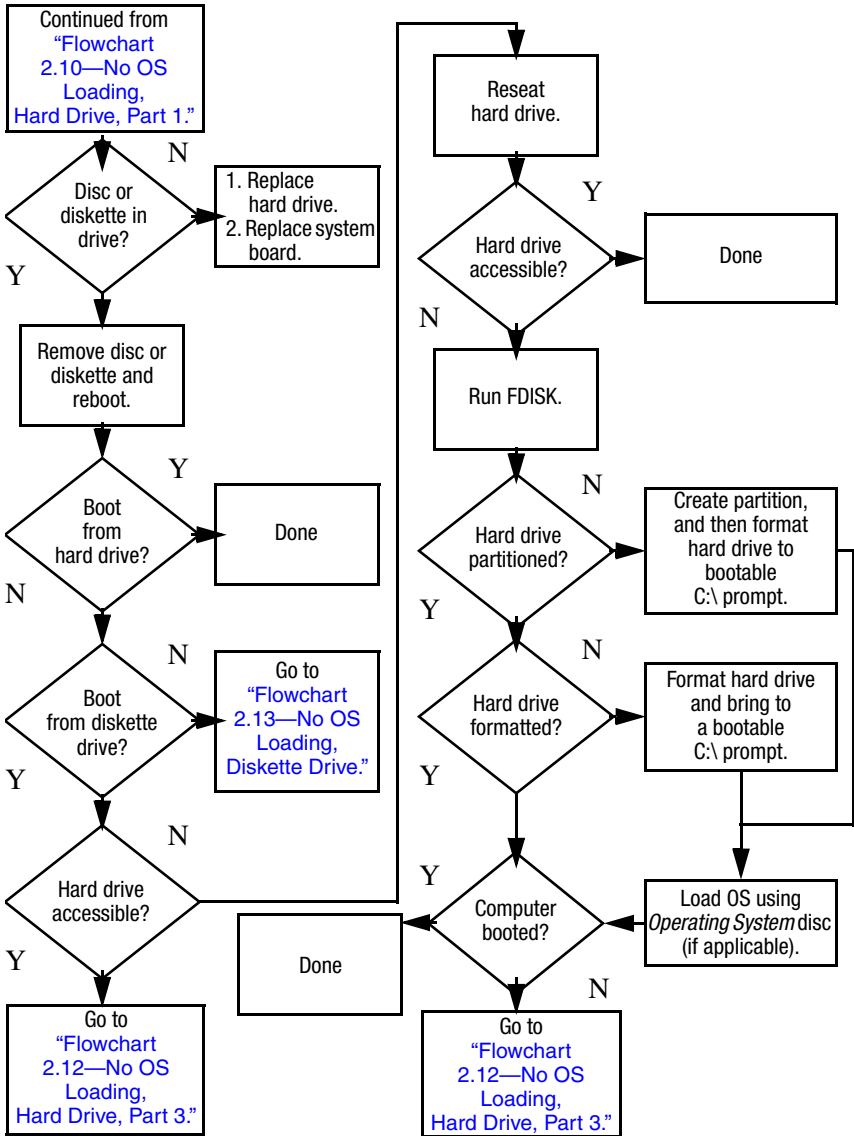 Continued from
“Flowchart
2.10—No OS
Loading,
Hard Drive, Part 1.”
N
Disc or
diskette in
drive?
1. Replace
hard drive.
2. Replace system
board.
Y
Remove disc or
diskette and
reboot.
Y
Boot
from
hard drive?
Done
N
N
Boot
from diskette
drive?
Go to
“Flowchart
2.13—No OS
Loading,
Diskette Drive.”
Y
N
Hard drive
accessible?
Y
Go to
“Flowchart
2.12—No OS
Loading,
Hard Drive, Part 3.”
Reseat
hard drive.
Y
Hard drive
accessible?
Done
N
Run FDISK.
N
Hard drive
partitioned?
Create partition,
and then format
hard drive to
bootable
C:\ prompt.
Y
N
Hard drive
formatted?
Format hard drive
and bring to
a bootable
C:\ prompt.
Y
Load OS using
Operating System disc
(if applicable).
Y
Computer
booted?
Done
N
Go to
“Flowchart
2.12—No OS
Loading,
Hard Drive, Part 3.”